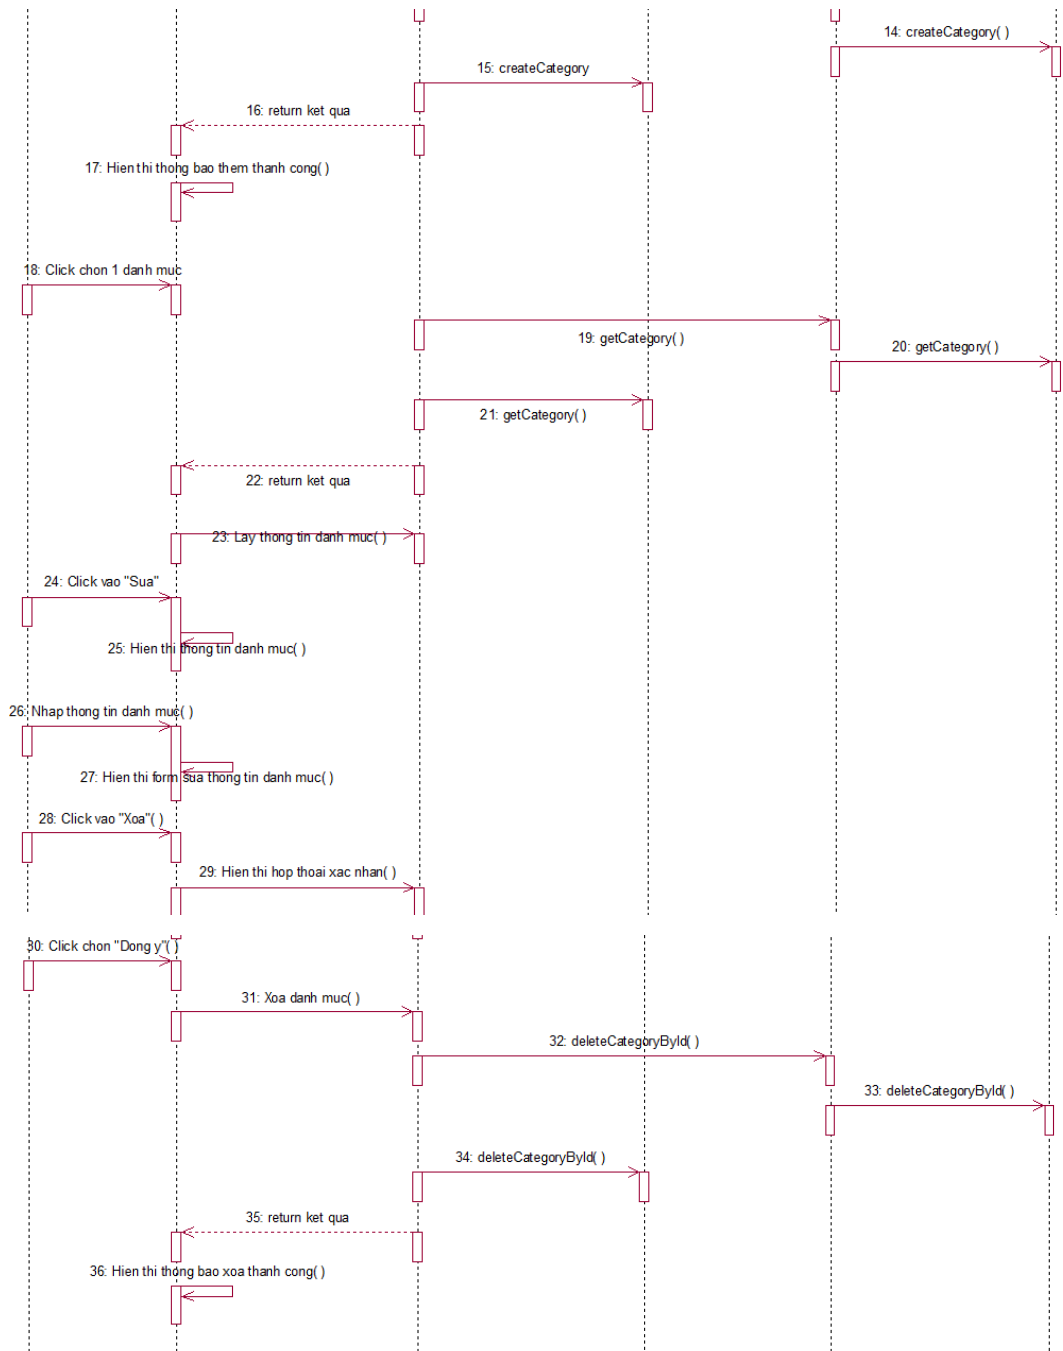 14: createCategory( )
15: createCategory
16: return ket qua
17: Hien thi thong bao them thanh cong( )
18: Click chon 1 danh muc
19: getCategory( )
20: getCategory( )
21: getCategory( )
22: return ket qua
23: Lay thong tin danh muc( )
24: Click vao "Sua"
25: Hien thi thong tin danh muc( )
26: Nhap thong tin danh muc( )
27: Hien thi form sua thong tin danh muc( )
28: Click vao "Xoa"( )
29: Hien thi hop thoai xac nhan( )
30: Click chon "Dong y"( )
31: Xoa danh muc( )
32: deleteCategoryById( )
33: deleteCategoryById( )
34: deleteCategoryById( )
35: return ket qua
36: Hien thi thong bao xoa thanh cong( )